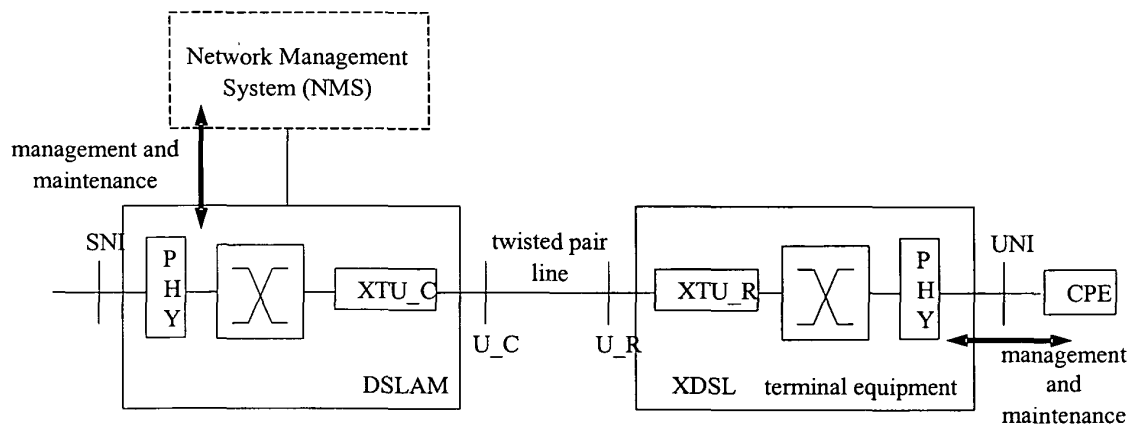 Network Management
System (NMS)
management and
maintenance
SNI
P
H
Y
XTU_C
DSLAM
twisted pair
line
U_C
U_R
XTU_R
P
H
Y
XDSL terminal equipment
UNI
CPE
management
and
maintenance